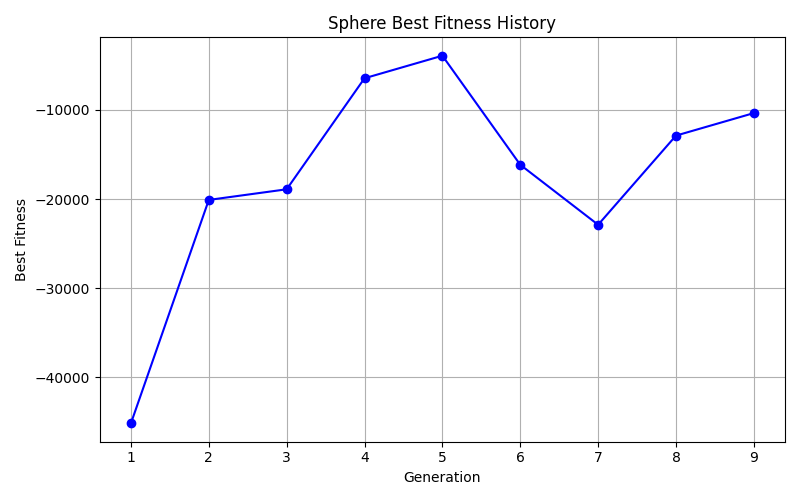 Sphere Best Fitness History
Best Fitness
−10000
−20000
−30000
−40000
1 2 3 4 5 6 7 8 9
Generation